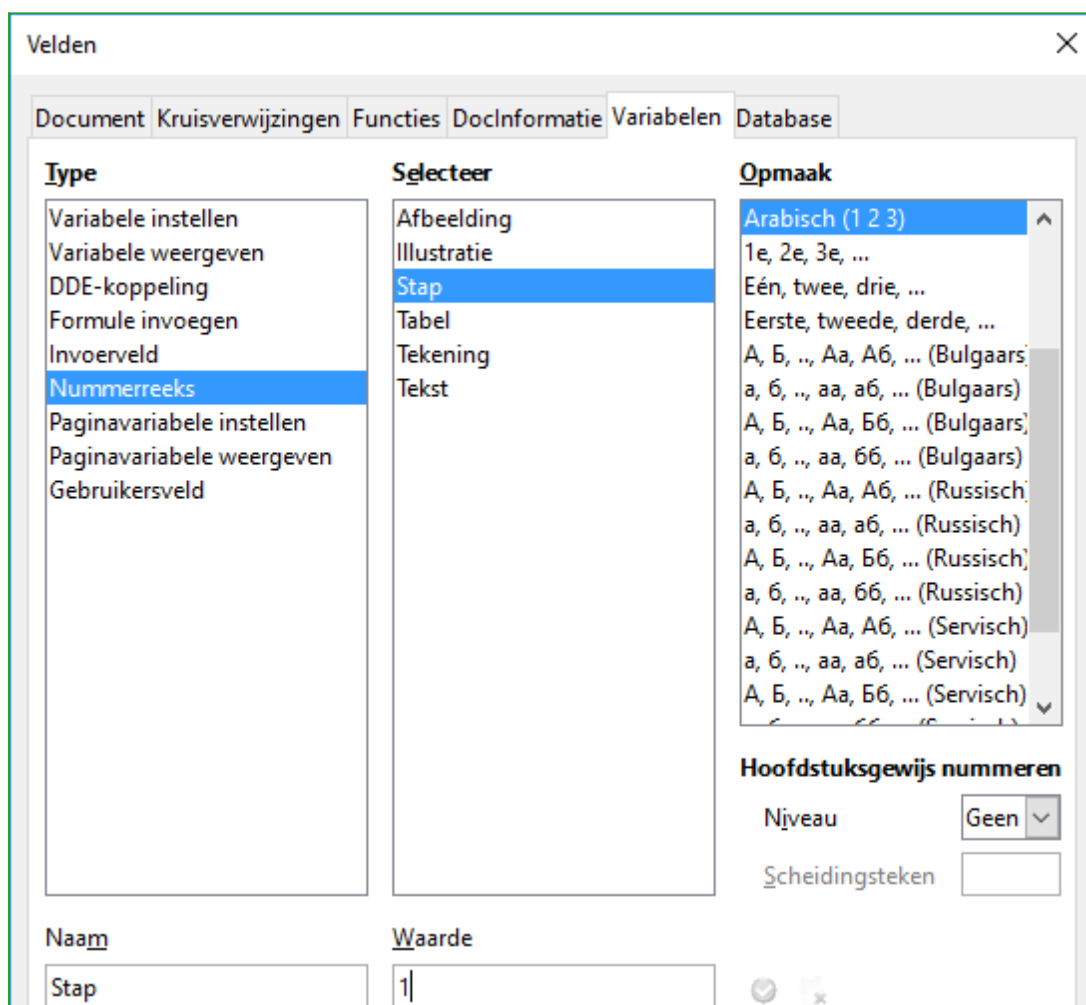 Velden
Document Kruisverwijzingen Functies DocInformatie Variabelen Database
Type
Variabele instellen
Variabele weergeven
DDE-koppeling
Formule invoegen
Invoerveld
Nummerreeks
Paginavariabele instellen
Paginavariabele weergeven
Gebruikersveld
Selecteer
Afbeelding
Illustratie
Stap
Tabel
Tekening
Tekst
Opmaak
Arabisch (1 2 3)
1e, 2e, 3e, ...
Eén, twee, drie, ...
Eerste, tweede, derde, ...
А, Б, .., Аа, Аб, ... (Bulgaars)
а, б, .., аа, аб, ... (Bulgaars)
А, Б, .., Аа, Бб, ... (Bulgaars)
а, б, .., аа, бб, ... (Bulgaars)
А, Б, .., Аа, Аб, ... (Russisch)
а, б, .., аа, аб, ... (Russisch)
А, Б, .., Аа, Бб, ... (Russisch)
а, б, .., аа, бб, ... (Russisch)
А, Б, .., Аа, Аб, ... (Servisch)
а, б, .., аа, аб, ... (Servisch)
А, Б, .., Аа, Бб, ... (Servisch)
Hoofdstuksgewijs nummeren
Niveau Geen
Scheidingsteken
Naam
Stap
Waarde
1